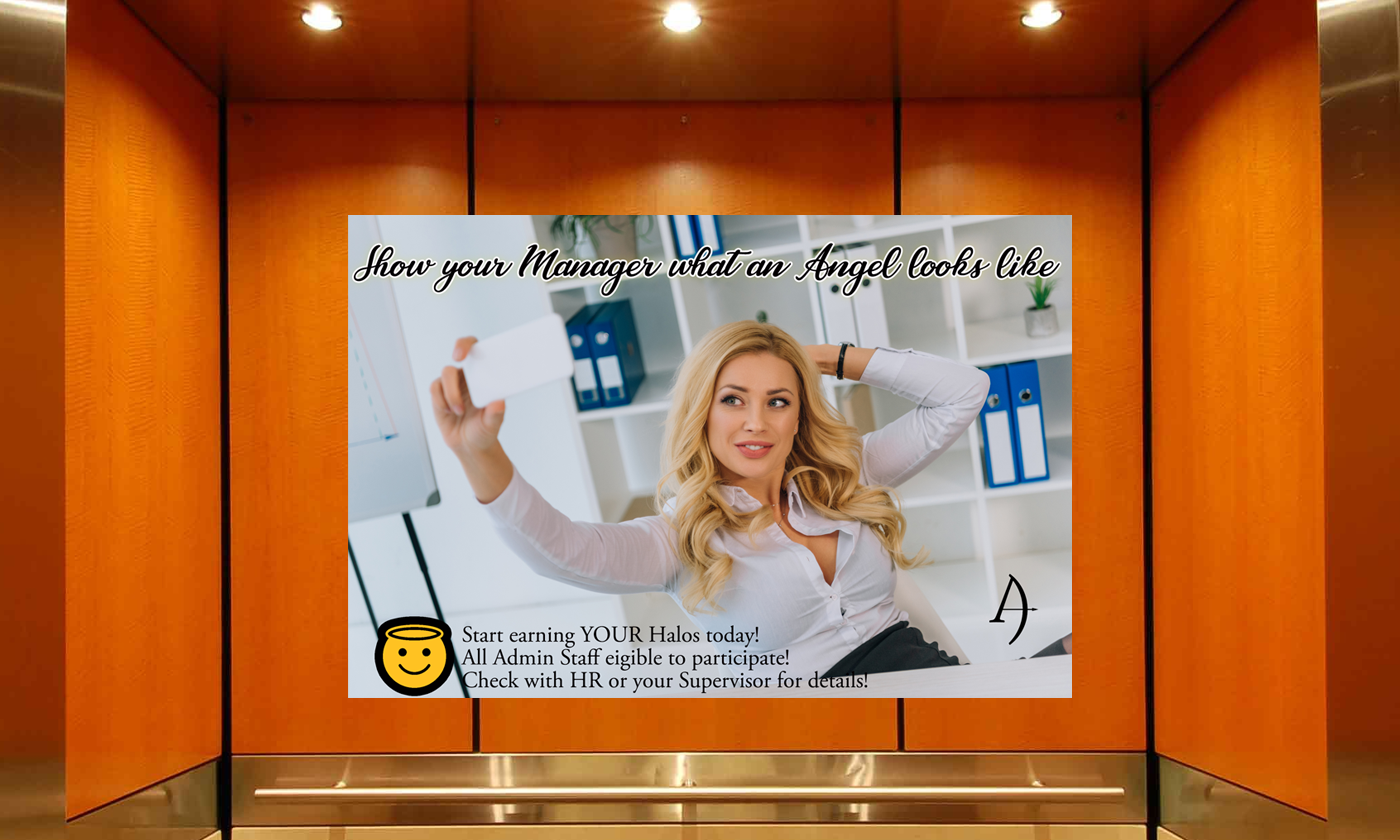 Show your Manager what an Angel looks like
Start earning YOUR Halos today!
All Admin Staff eigible to participate!
Check with HR or your Supervisor for details!
A